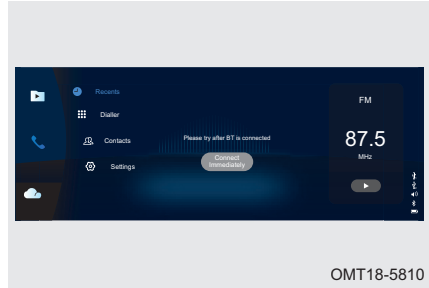 Recents
Dialler
Contacts
Settings
Please try after BT is connected
Connect
Immediately
FM
87.5
MHz
OMT18-5810